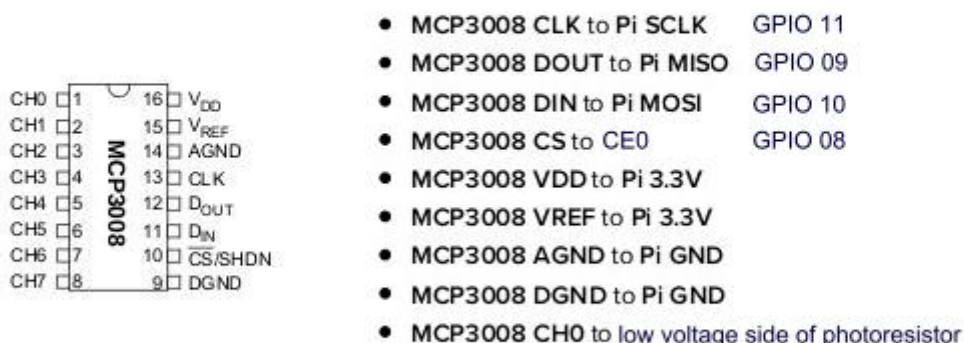 CH0 1 16 VDD
CH1 2 15 VREF
CH2 3 14 AGND
CH3 4 13 CLK
CH4 5 12 DOUT
CH5 6 11 DIN
CH6 7 10 CS/SHDN
CH7 8 9 DGND
MCP3008
• MCP3008 CLK to Pi SCLK GPIO 11
• MCP3008 DOUT to Pi MISO GPIO 09
• MCP3008 DIN to Pi MOSI GPIO 10
• MCP3008 CS to CE0 GPIO 08
• MCP3008 VDD to Pi 3.3V
• MCP3008 VREF to Pi 3.3V
• MCP3008 AGND to Pi GND
• MCP3008 DGND to Pi GND
• MCP3008 CH0 to low voltage side of photoresistor